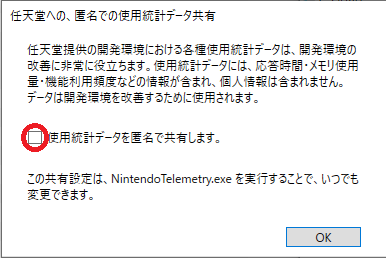 任天堂への、匿名での使用統計データ共有
任天堂提供の開発環境における各種使用統計データは、開発環境の
改善に非常に役立ちます。使用統計データには、応答時間・メモリ使用
量・機能利用頻度などの情報が含まれ、個人情報は含まれません。
データは開発環境を改善するために使用されます。
使用統計データを匿名で共有します。
この共有設定は、NintendoTelemetry.exe を実行することで、いつでも
変更できます。
OK